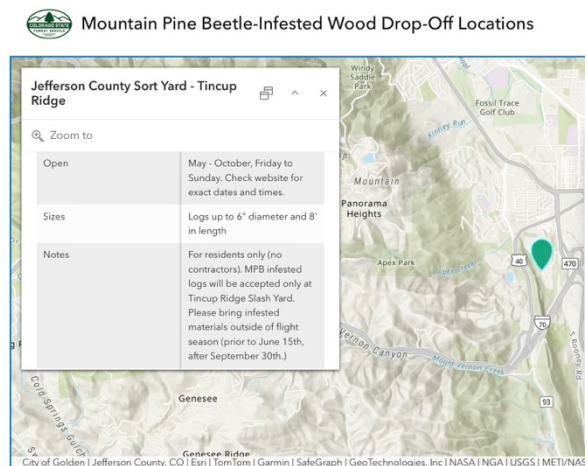 COLORADO STATE
FOREST SERVICE
Mountain Pine Beetle-Infested Wood Drop-Off Locations
Jefferson County Sort Yard - Tincup
Ridge
Zoom to
Open
May - October, Friday to
Sunday. Check website for
exact dates and times.
Sizes
Logs up to 6" diameter and 8'
in length
Notes
For residents only (no
contractors). MPB infested
logs will be accepted only at
Tincup Ridge Slash Yard.
Please bring infested
materials outside of flight
season (prior to June 15th,
after September 30th.)
Windy
Saddle
Park
Fossil Trace
Golf Club
Kinney Run
Mountain
Panorama
Heights
Apex Park
Apex Creek
40
470
70
S Rooney Rd
Vernon Canyon
Mount Vernon Creek
93
Cold Springs Gulch
Genesee
Genesee Ridge
City of Golden | Jefferson County, CO | Esri | TomTom | Garmin | SafeGraph | GeoTechnologies, Inc | NASA | NGA | USGS | METI/NAS